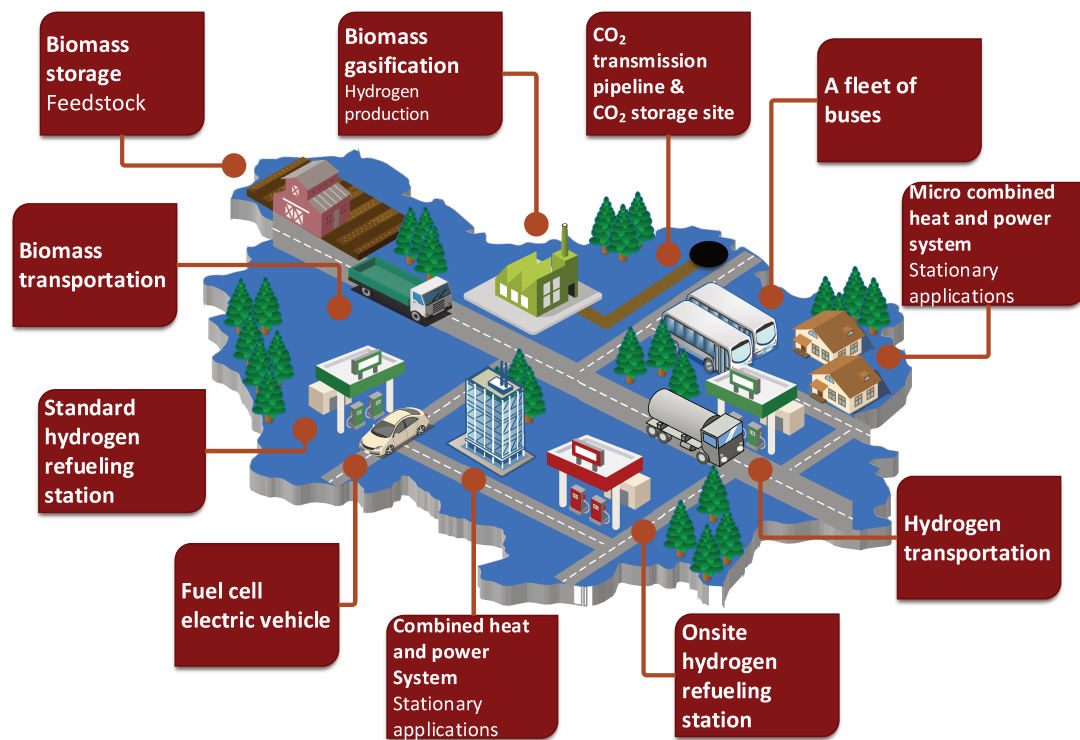 Biomass
storage
Feedstock
Biomass
gasification
Hydrogen
production
CO₂
transmission
pipeline &
CO₂ storage site
A fleet of
buses
Micro combined
heat and power
system
Stationary
applications
Biomass
transportation
Standard
hydrogen
refueling
station
Hydrogen
transportation
Fuel cell
electric vehicle
Combined heat
and power
System
Stationary
applications
Onsite
hydrogen
refueling
station